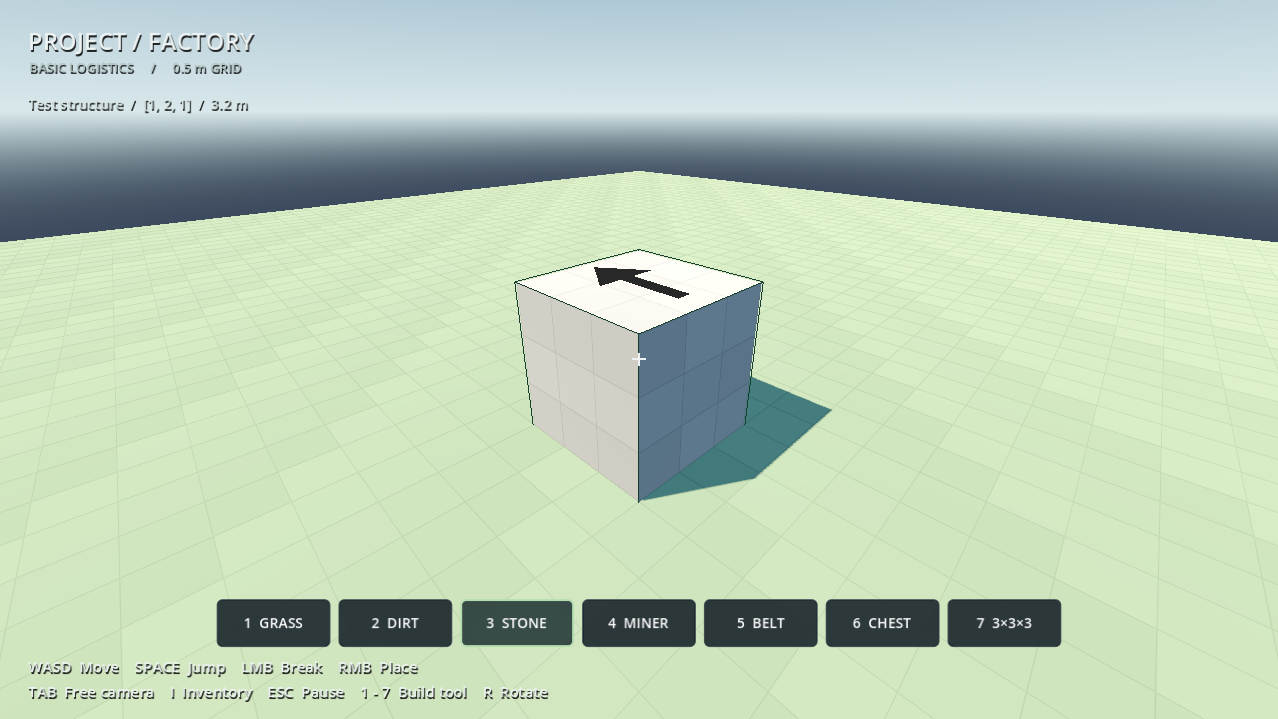 PROJECT / FACTORY
BASIC LOGISTICS / 0.5 m GRID
Test structure / [1, 2, 1] / 3.2 m
1 GRASS 2 DIRT 3 STONE 4 MINER 5 BELT 6 CHEST 7 3×3×3
WASD Move SPACE Jump LMB Break RMB Place
TAB Free camera I Inventory ESC Pause 1 - 7 Build tool R Rotate